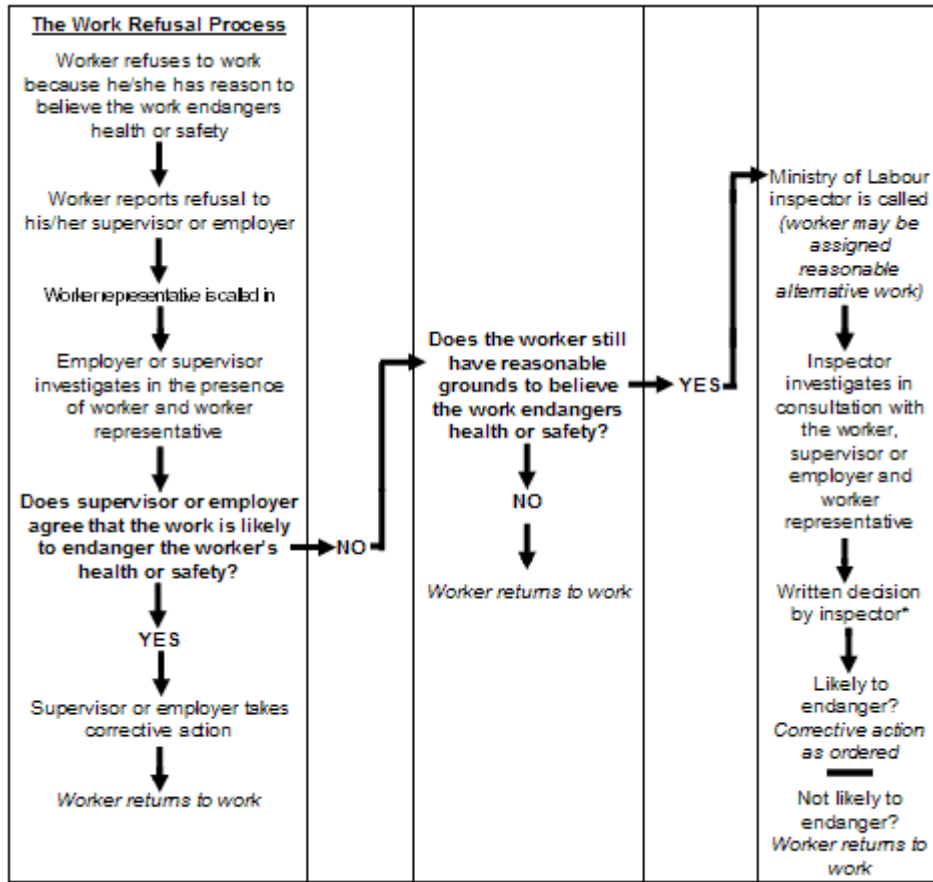 The Work Refusal Process
Worker refuses to work
because he/she has reason to
believe the work endangers
health or safety
Worker reports refusal to
his/her supervisor or employer
Worker representative is called in
Employer or supervisor
investigates in the presence
of worker and worker
representative
Does supervisor or employer
agree that the work is likely
to endanger the worker's
health or safety?
YES
Supervisor or employer takes
corrective action
Worker returns to work
NO
Does the worker still
have reasonable
grounds to believe
the work endangers
health or safety?
NO
Worker returns to work
YES
Ministry of Labour
inspector is called
(worker may be
assigned
reasonable
alternative work)
Inspector
investigates in
consultation with
the worker,
supervisor or
employer and
worker
representative
Written decision
by inspector*
Likely to
endanger?
Corrective action
as ordered
Not likely to
endanger?
Worker returns to
work